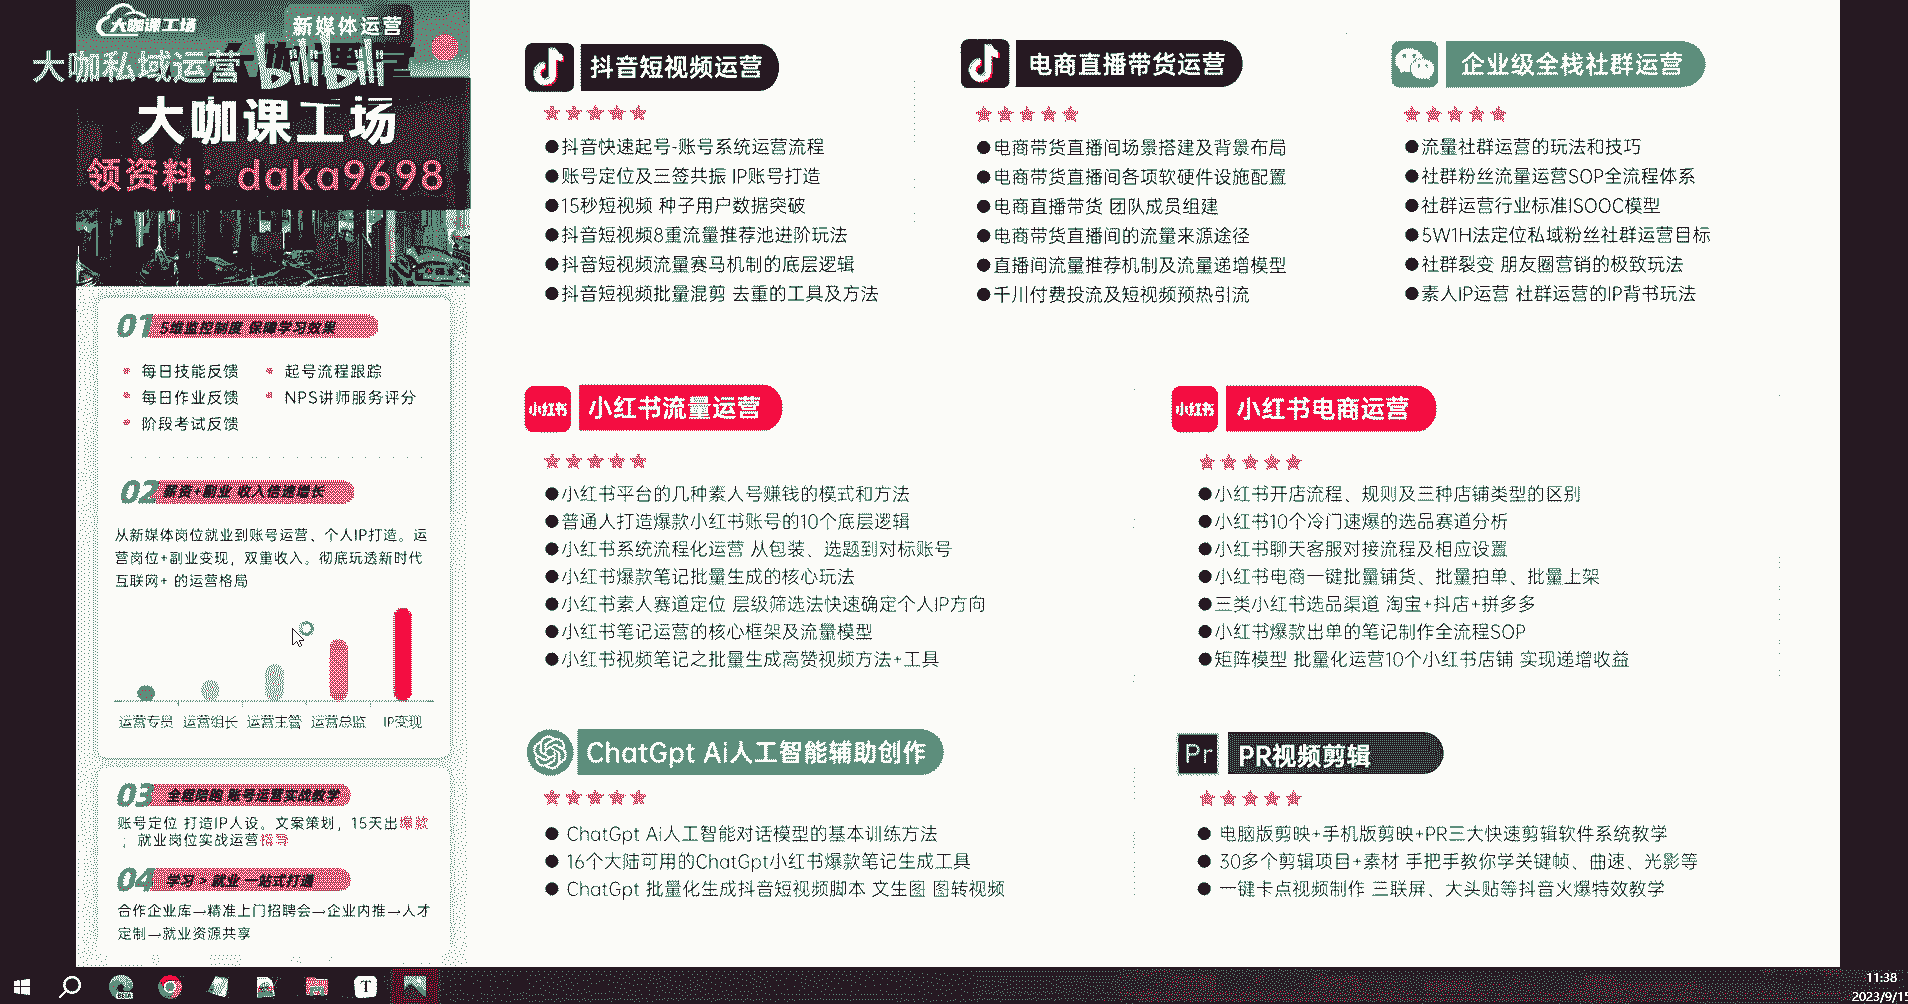 大咖课工场
新媒体运营
大咖私域运营 bilibili
大咖课工场
领资料：daka9698
01 5维监控制度 保障学习效果
每日技能反馈 起号流程跟踪
每日作业反馈 NPS讲师服务评分
阶段考试反馈
02 薪资+副业 收入倍速增长
从新媒体岗位就业到账号运营、个人IP打造。运
营岗位+副业变现，双重收入。彻底玩透新时代
互联网+ 的运营格局
运营专员 运营组长 运营主管 运营总监 IP变现
03 全程陪跑 账号运营实战教学
账号定位 打造IP人设。文案策划，15天出爆款
，就业岗位实战运营指导
04 学习 > 就业 一站式打通
合作企业库→精准上门招聘会→企业内推→人才
定制→就业资源共享
抖音短视频运营
●抖音快速起号-账号系统运营流程
●账号定位及三签共振 IP账号打造
●15秒短视频 种子用户数据突破
●抖音短视频8重流量推荐池进阶玩法
●抖音短视频流量赛马机制的底层逻辑
●抖音短视频批量混剪 去重的工具及方法
电商直播带货运营
●电商带货直播间场景搭建及背景布局
●电商带货直播间各项软硬件设施配置
●电商直播带货 团队成员组建
●电商带货直播间的流量来源途径
●直播间流量推荐机制及流量递增模型
●千川付费投流及短视频预热引流
企业级全栈社群运营
●流量社群运营的玩法和技巧
●社群粉丝流量运营SOP全流程体系
●社群运营行业标准ISOOC模型
●5W1H法定位私域粉丝社群运营目标
●社群裂变 朋友圈营销的极致玩法
●素人IP运营 社群运营的IP背书玩法
小红书 小红书流量运营
●小红书平台的几种素人号赚钱的模式和方法
●普通人打造爆款小红书账号的10个底层逻辑
●小红书系统流程化运营 从包装、选题到对标账号
●小红书爆款笔记批量生成的核心玩法
●小红书素人赛道定位 层级筛选法快速确定个人IP方向
●小红书笔记运营的核心框架及流量模型
●小红书视频笔记之批量生成高赞视频方法+工具
小红书 小红书电商运营
●小红书开店流程、规则及三种店铺类型的区别
●小红书10个冷门速爆的选品赛道分析
●小红书聊天客服对接流程及相应设置
●小红书电商一键批量铺货、批量拍单、批量上架
●三类小红书选品渠道 淘宝+抖店+拼多多
●小红书爆款出单的笔记制作全流程SOP
●矩阵模型 批量化运营10个小红书店铺 实现递增收益
ChatGpt Ai人工智能辅助创作
● ChatGpt Ai人工智能对话模型的基本训练方法
● 16个大陆可用的ChatGpt小红书爆款笔记生成工具
● ChatGpt 批量化生成抖音短视频脚本 文生图 图转视频
Pr PR视频剪辑
● 电脑版剪映+手机版剪映+PR三大快速剪辑软件系统教学
● 30多个剪辑项目+素材 手把手教你学关键帧、曲速、光影等
● 一键卡点视频制作 三联屏、大头贴等抖音火爆特效教学
BETA
T
11:38
2023/9/15